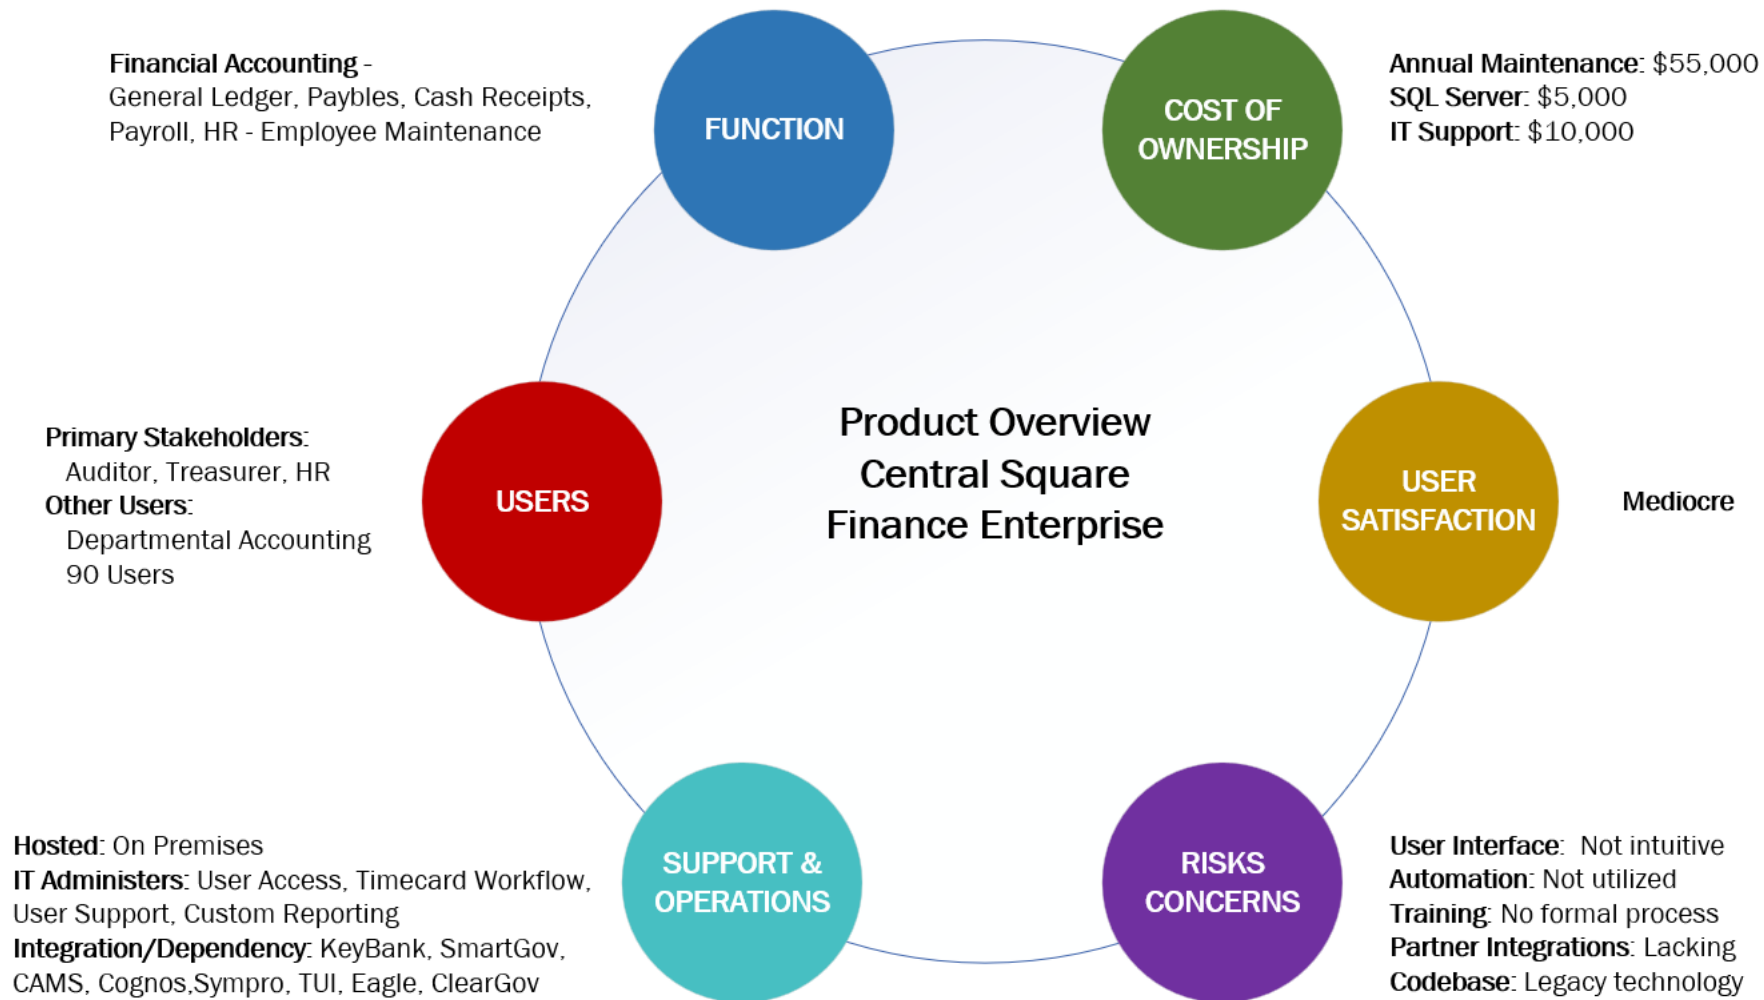 Financial Accounting -
General Ledger, Paybles, Cash Receipts,
Payroll, HR - Employee Maintenance
FUNCTION
COST OF
OWNERSHIP
Annual Maintenance: $55,000
SQL Server: $5,000
IT Support: $10,000
Primary Stakeholders:
Auditor, Treasurer, HR
Other Users:
Departmental Accounting
90 Users
USERS
Product Overview
Central Square
Finance Enterprise
USER
SATISFACTION
Mediocre
Hosted: On Premises
IT Administers: User Access, Timecard Workflow,
User Support, Custom Reporting
Integration/Dependency: KeyBank, SmartGov,
CAMS, Cognos,Sympro, TUI, Eagle, ClearGov
SUPPORT &
OPERATIONS
RISKS
CONCERNS
User Interface:  Not intuitive
Automation: Not utilized
Training: No formal process
Partner Integrations: Lacking
Codebase: Legacy technology